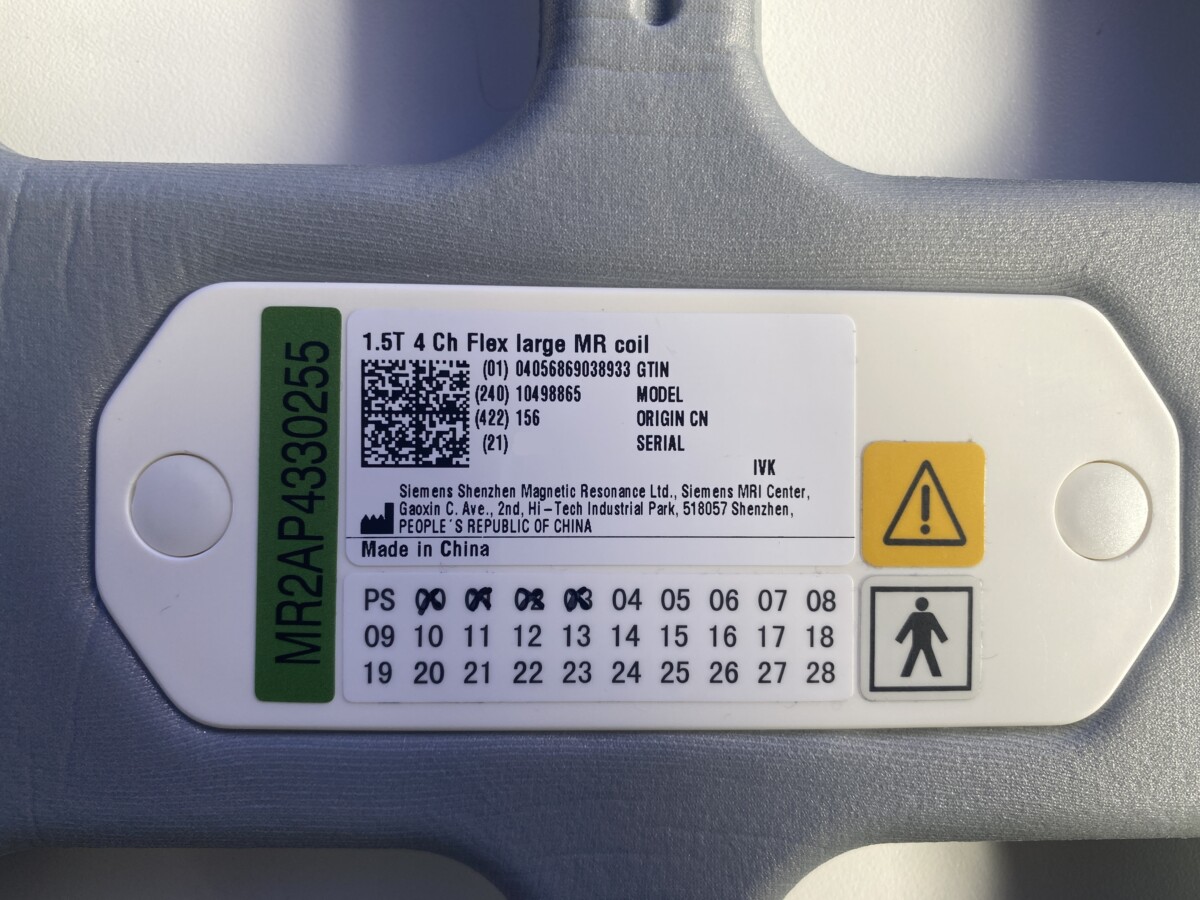 MR2AP4330255
1.5T 4 Ch Flex large MR coil
(01) 04056869038933 GTIN
(240) 10498865 MODEL
(422) 156 ORIGIN CN
(21) SERIAL
IVK
Siemens Shenzhen Magnetic Resonance Ltd., Siemens MRI Center,
Gaoxin C. Ave., 2nd, Hi-Tech Industrial Park, 518057 Shenzhen,
PEOPLE´S REPUBLIC OF CHINA
Made in China
PS 00 01 02 03 04 05 06 07 08
09 10 11 12 13 14 15 16 17 18
19 20 21 22 23 24 25 26 27 28